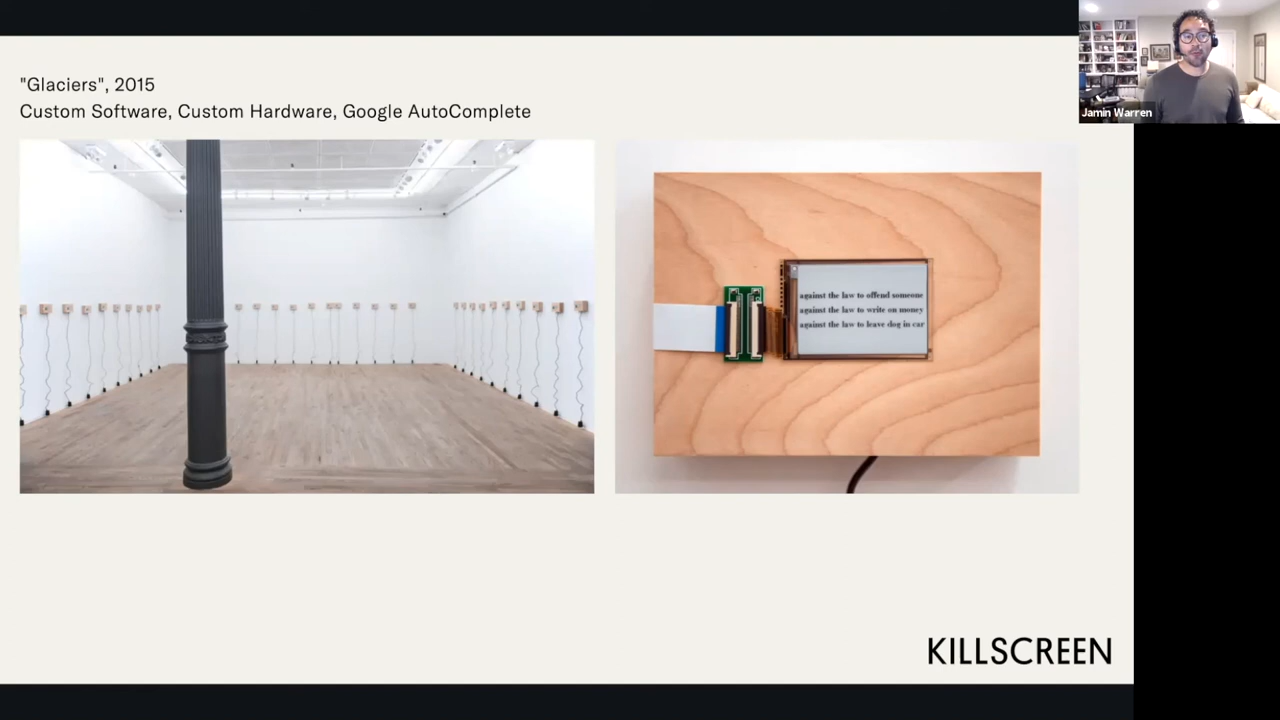 "Glaciers", 2015
Custom Software, Custom Hardware, Google AutoComplete
Jamin Warren
against the law to offend someone
against the law to write on money
against the law to leave dog in car
KILLSCREEN